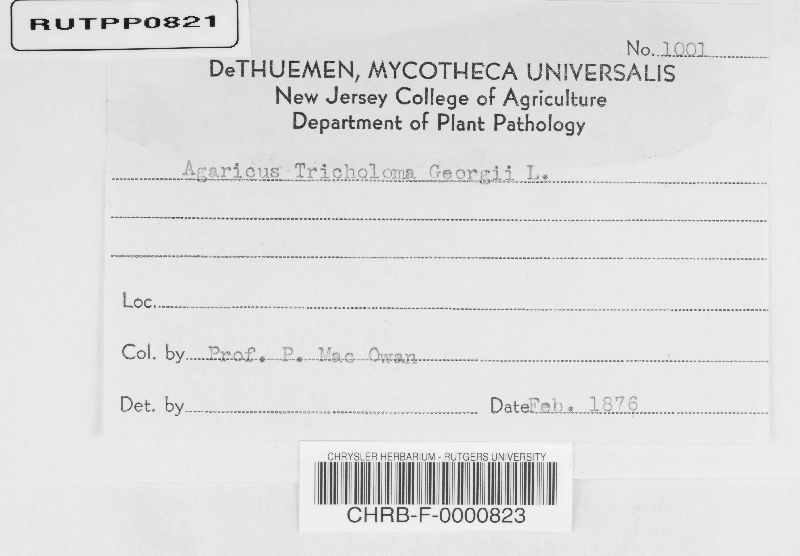 RUTPP0821
No. 1001
DeTHUEMEN, MYCOTHECA UNIVERSALIS
New Jersey College of Agriculture
Department of Plant Pathology
Agaricus Tricholoma Georgii L.
Loc.
Col. by Prof. P. Mac Owan
Det. by Date Feb. 1876
CHRYSLER HERBARIUM - RUTGERS UNIVERSITY
CHRB-F-0000823